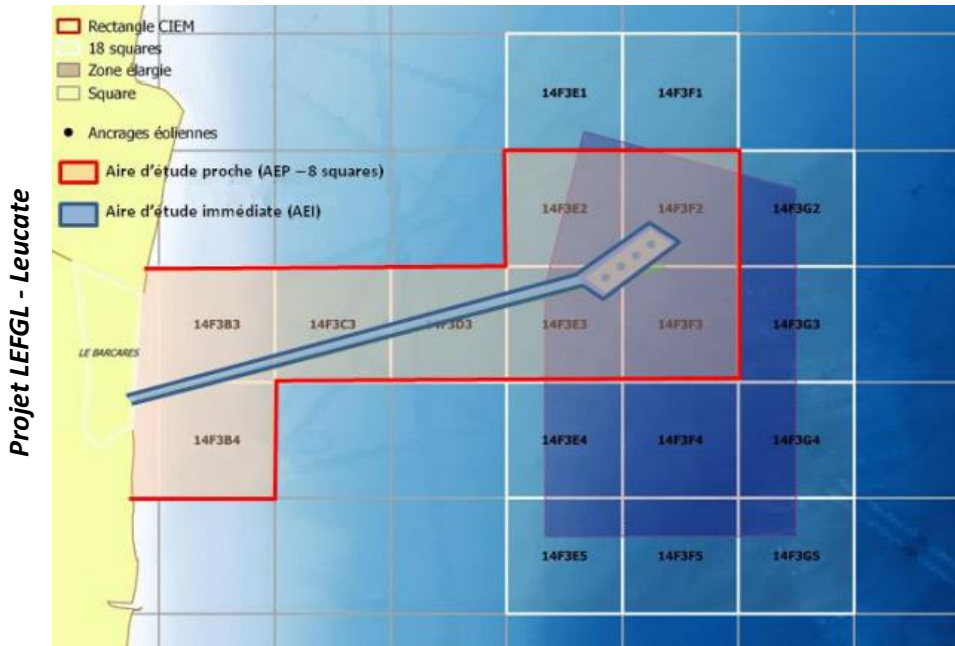 Projet LEFGL - Leucate
Rectangle CIEM
18 squares
Zone élargie
Square
Ancrages éoliennes
Aire d'étude proche (AEP – 8 squares)
Aire d'étude immédiate (AEI)
14F3E1 14F3F1
14F3E2 14F3F2 14F3G2
14F3B3 14F3C3 14F3D3 14F3E3 14F3F3 14F3G3
LE BARCARES
14F3B4 14F3E4 14F3F4 14F3G4
14F3E5 14F3F5 14F3G5